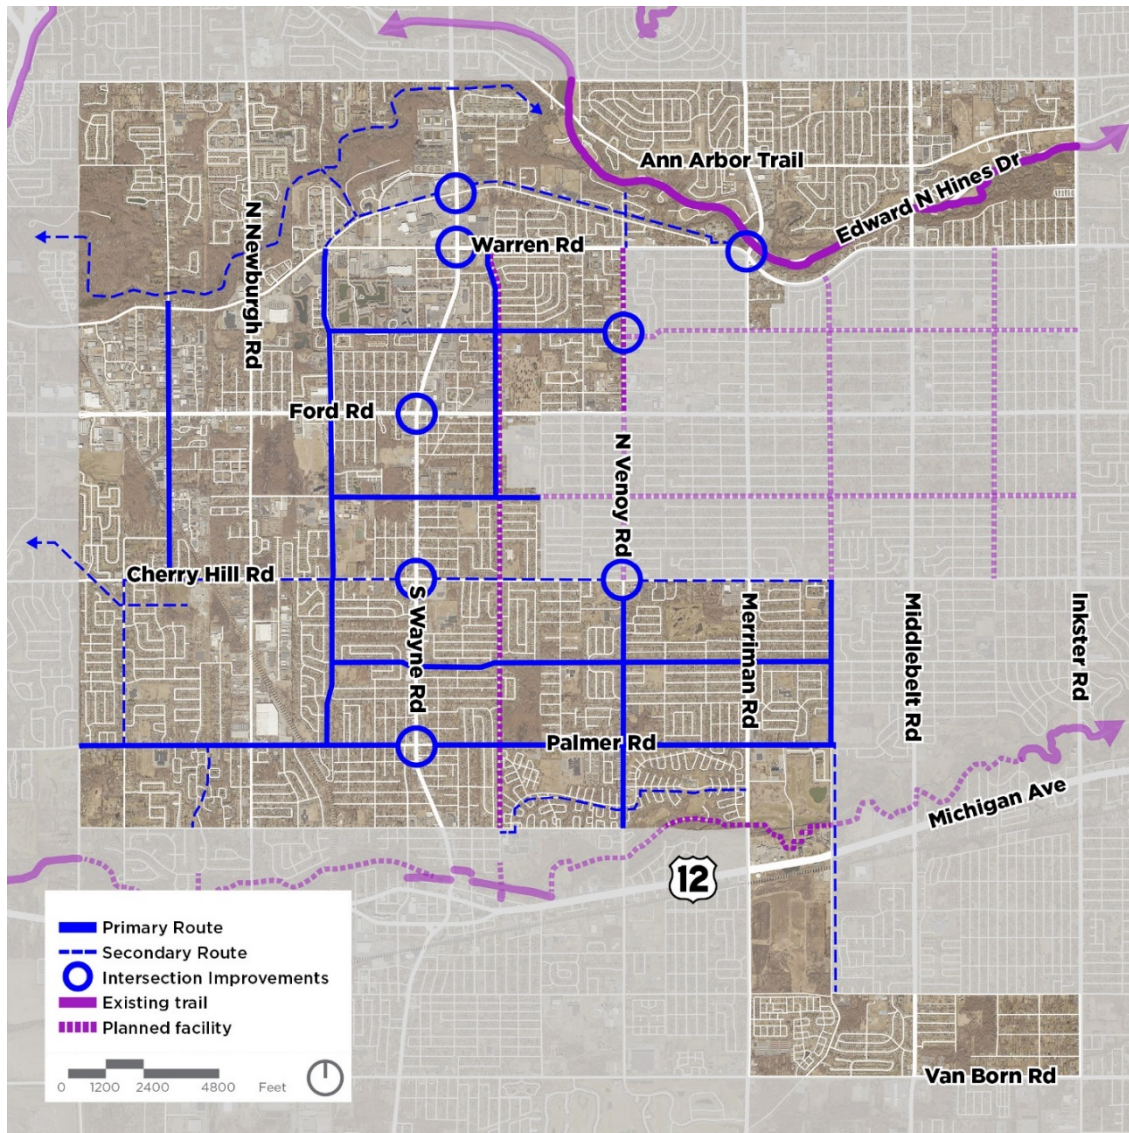 Ann Arbor Trail
Edward N Hines Dr
N Newburgh Rd
Warren Rd
Ford Rd
N Venoy Rd
Cherry Hill Rd
S Wayne Rd
Merriman Rd
Middlebelt Rd
Inkster Rd
Palmer Rd
Michigan Ave
12
Primary Route
Secondary Route
Intersection Improvements
Existing trail
Planned facility
0 1200 2400 4800 Feet
Van Born Rd